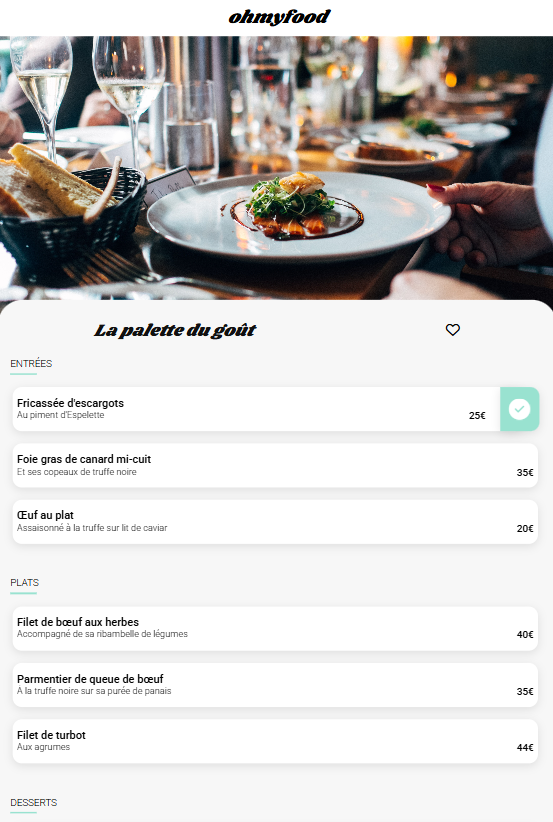 ohmyfood
La palette du goût
ENTRÉES
Fricassée d'escargots
Au piment d'Espelette
25€
Foie gras de canard mi-cuit
Et ses copeaux de truffe noire
35€
Œuf au plat
Assaisonné à la truffe sur lit de caviar
20€
PLATS
Filet de bœuf aux herbes
Accompagné de sa ribambelle de légumes
40€
Parmentier de queue de bœuf
À la truffe noire sur sa purée de panais
35€
Filet de turbot
Aux agrumes
44€
DESSERTS